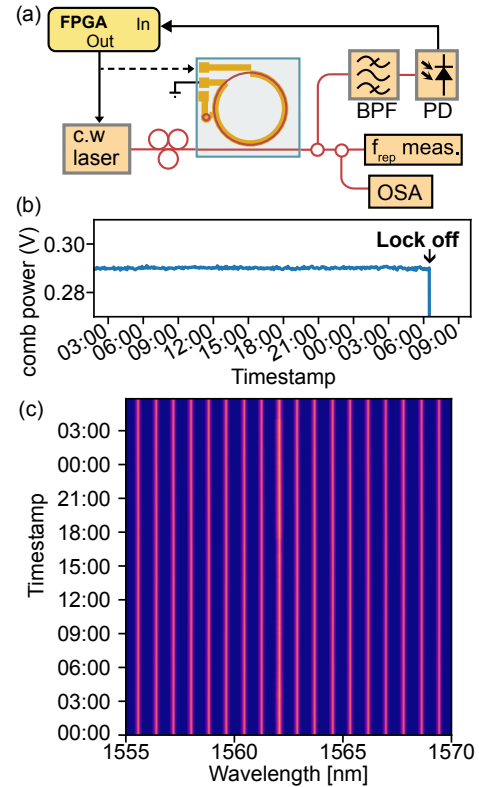 (a)
FPGA In
Out
c.w
laser
BPF PD
f_rep meas.
OSA
(b)
comb power (V)
0.30
0.28
Lock off
03:00 06:00 09:00 12:00 15:00 18:00 21:00 00:00 03:00 06:00 09:00
Timestamp
(c)
Timestamp
03:00
00:00
21:00
18:00
15:00
12:00
09:00
06:00
03:00
00:00
1555 1560 1565 1570
Wavelength [nm]